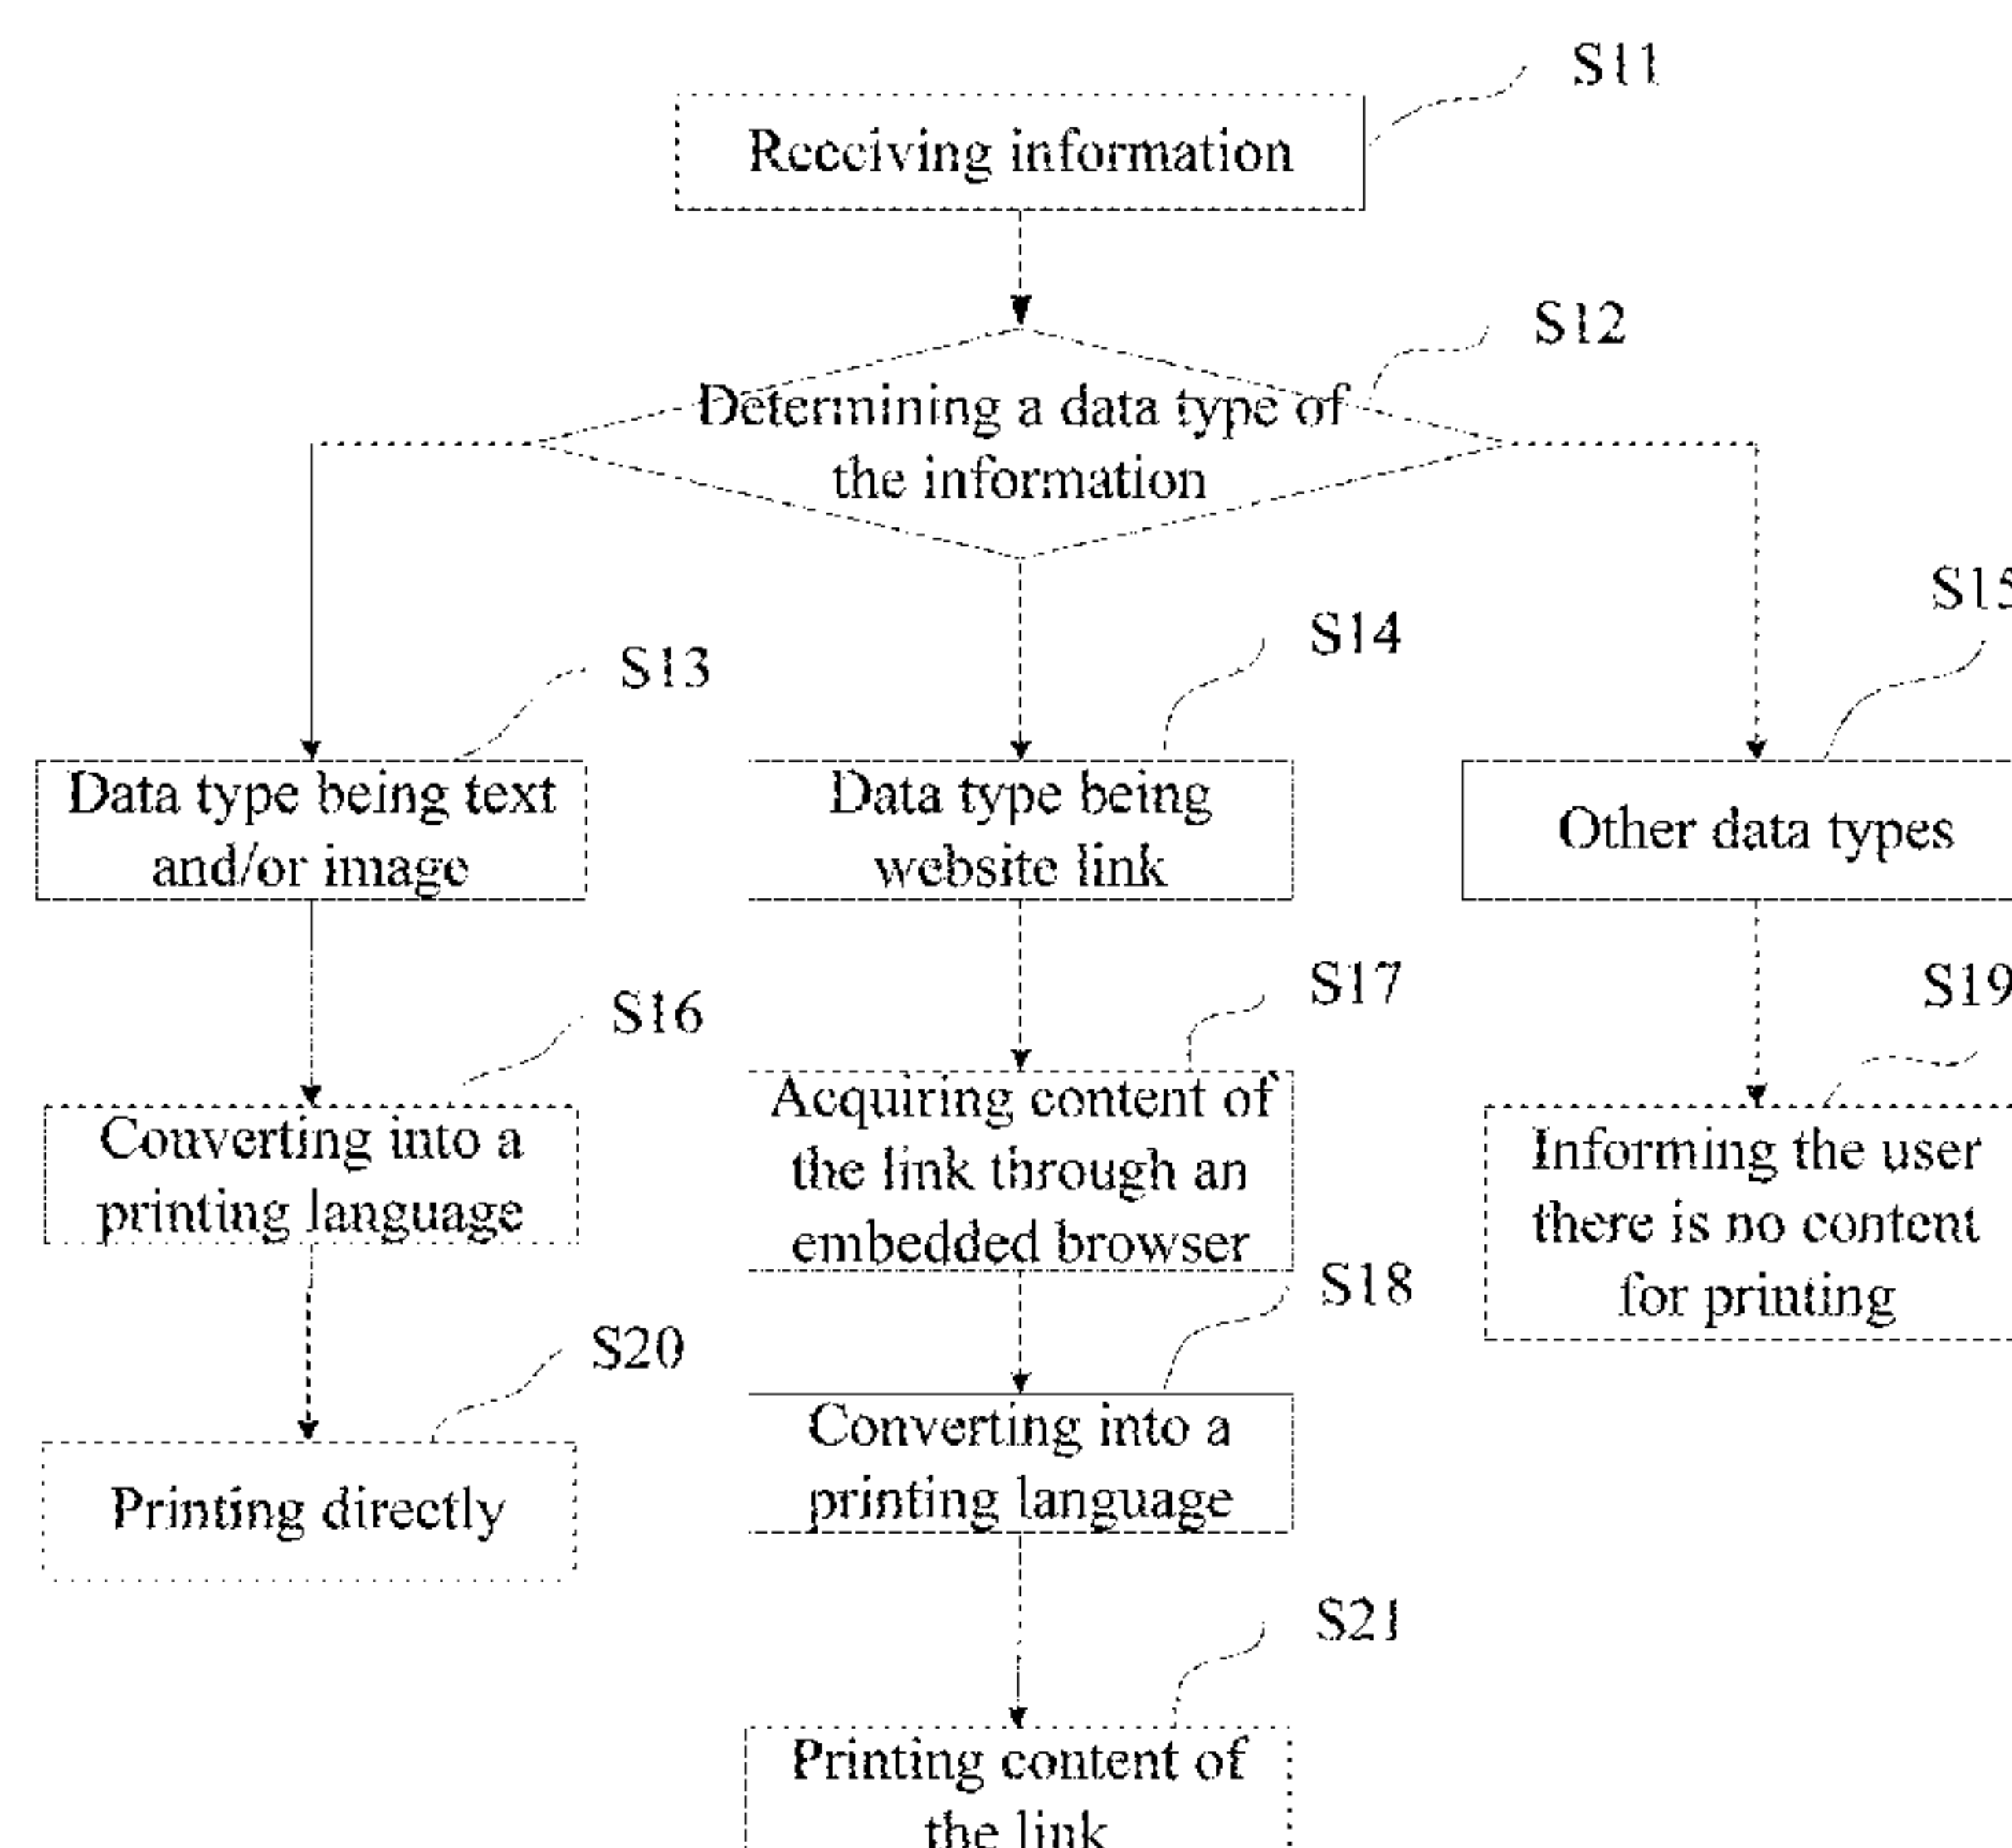 S11
Receiving information
S12
Determining a data type of
the information
S13
S14
S15
Data type being text
and/or image
Data type being
website link
Other data types
S16
S17
S19
Converting into a
printing language
Acquiring content of
the link through an
embedded browser
Informing the user
there is no content
for printing
S18
S20
Converting into a
printing language
Printing directly
S21
Printing content of
the link